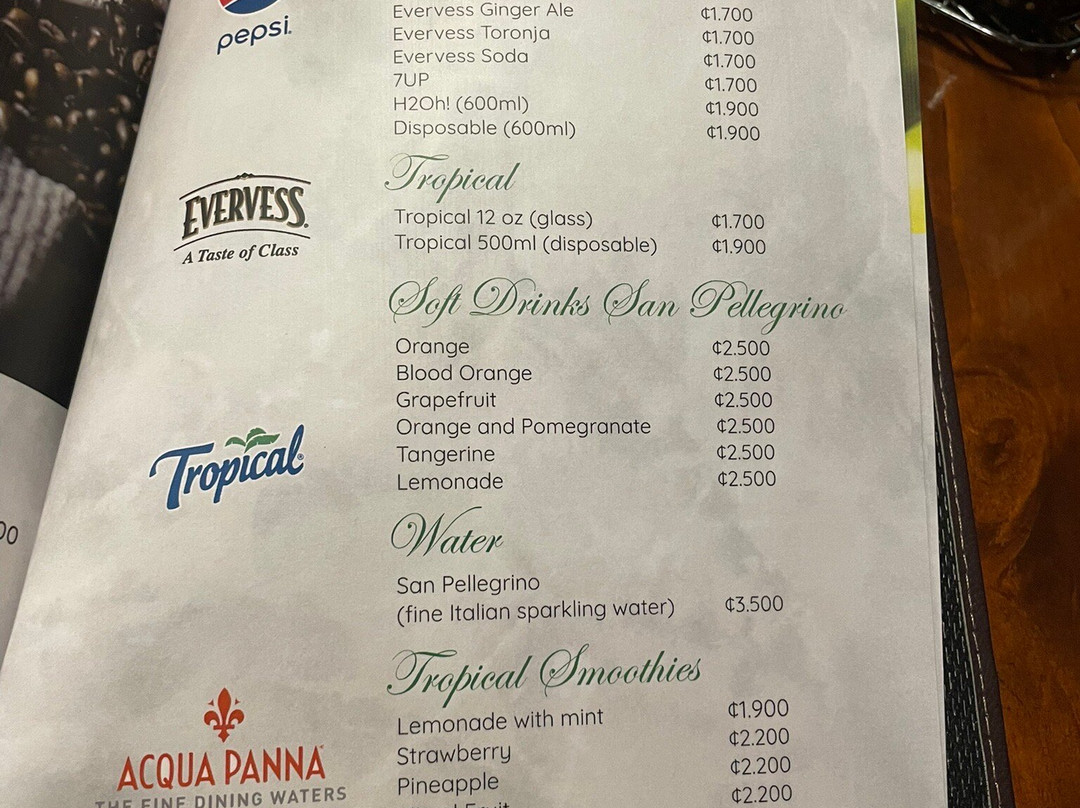 pepsi.
Evervess Ginger Ale ₡1.700
Evervess Toronja ₡1.700
Evervess Soda ₡1.700
7UP ₡1.700
H2Oh! (600ml) ₡1.900
Disposable (600ml) ₡1.900
EVERVESS
A Taste of Class
Tropical
Tropical 12 oz (glass) ₡1.700
Tropical 500ml (disposable) ₡1.900
Soft Drinks San Pellegrino
Orange ₡2.500
Blood Orange ₡2.500
Grapefruit ₡2.500
Orange and Pomegranate ₡2.500
Tangerine ₡2.500
Lemonade ₡2.500
Tropical
Water
San Pellegrino
(fine Italian sparkling water) ₡3.500
Tropical Smoothies
Lemonade with mint ₡1.900
Strawberry ₡2.200
Pineapple ₡2.200
₡2.200
ACQUA PANNA
THE FINE DINING WATERS